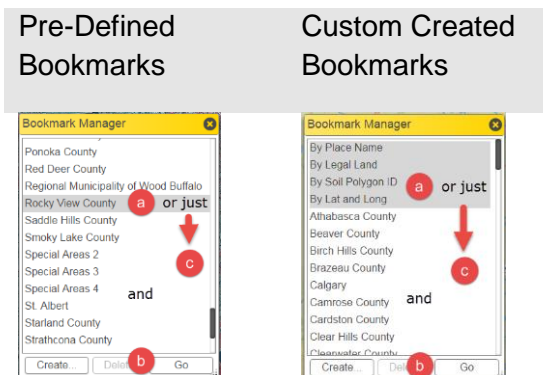 Pre-Defined
Bookmarks
Custom Created
Bookmarks
Bookmark Manager
Ponoka County
Red Deer County
Regional Municipality of Wood Buffalo
Rocky View County a or just
Saddle Hills County
Smoky Lake County
Special Areas 2
c
Special Areas 3
Special Areas 4
and
St. Albert
Starland County
Strathcona County
Create... b Go
Bookmark Manager
By Place Name
By Legal Land
By Soil Polygon ID a or just
By Lat and Long
Athabasca County
Beaver County
Birch Hills County
c
Brazeau County
Calgary
Camrose County and
Cardston County
Clear Hills County
Clearwater County
Create... b Go